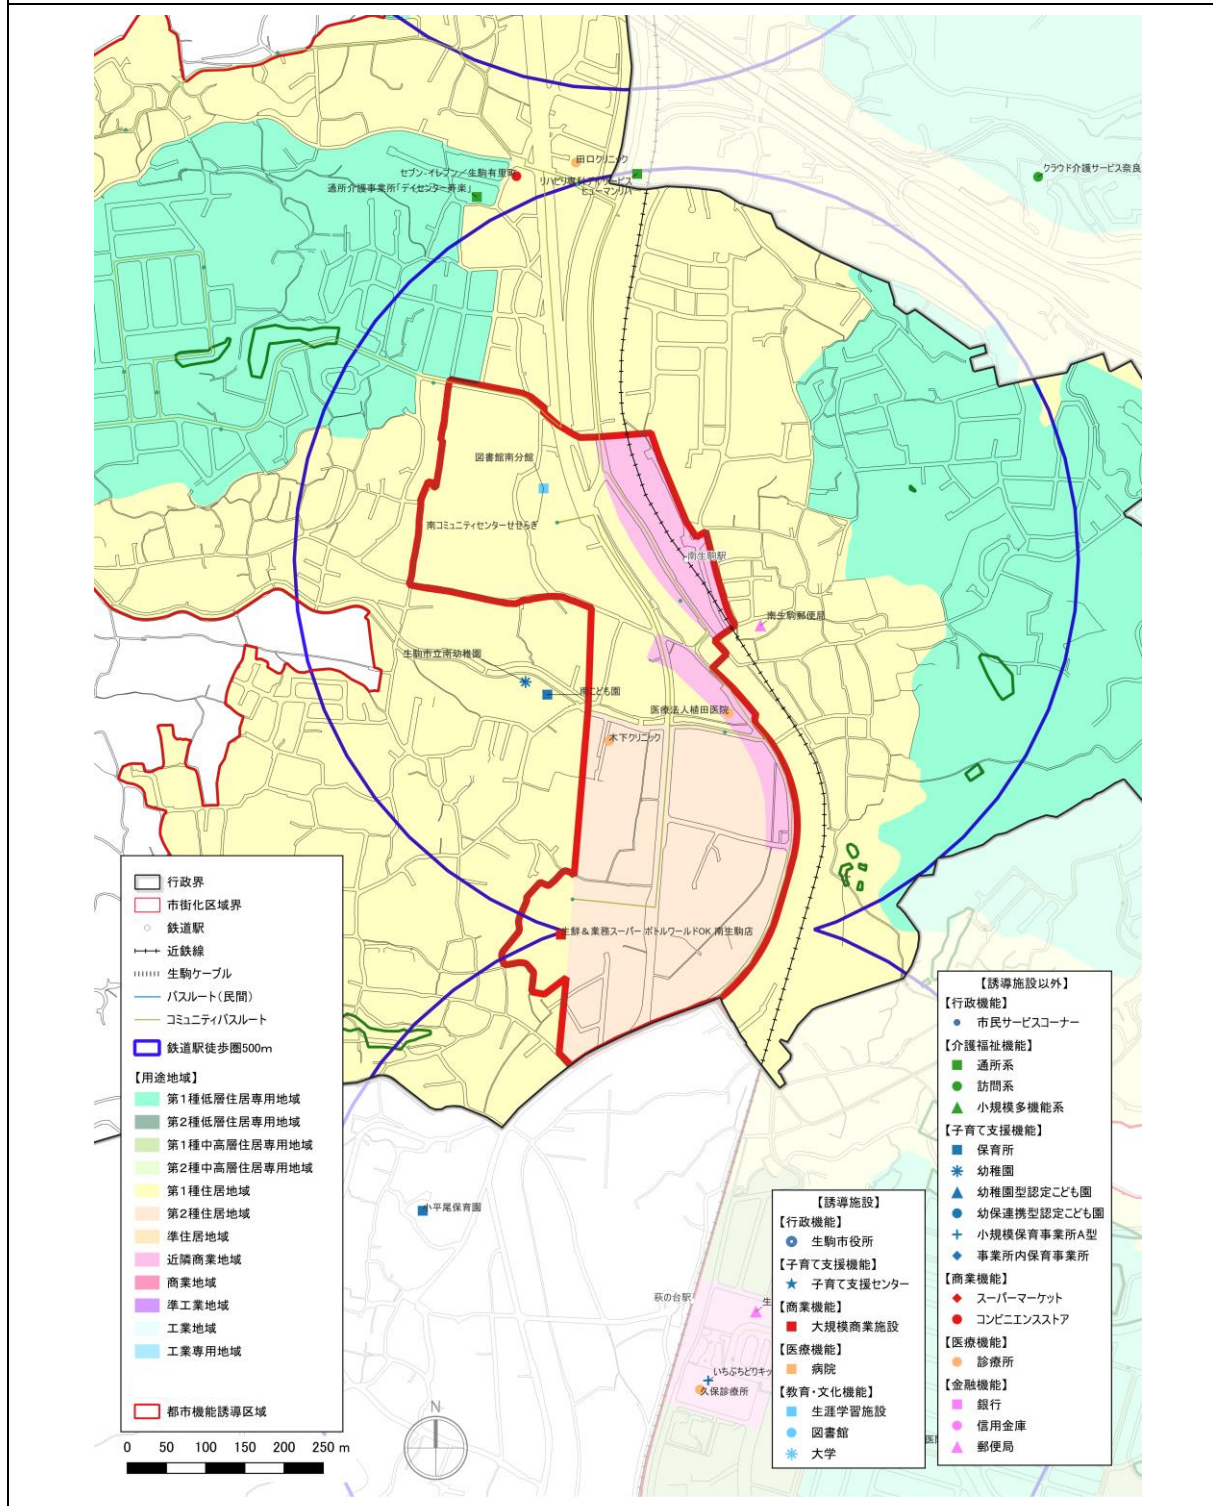 田口クリニック
セブン-イレブン/生駒有里町
リハビリ専科デイサービス
ヒューマンリハ
通所介護事業所「デイセンター寿楽」
クラウド介護サービス奈良
図書館南分館
南コミュニティセンターせせらぎ
南生駒駅
南生駒郵便局
生駒市立南幼稚園
南こども園
医療法人植田医院
木下クリニック
生鮮&業務スーパー ボトルワールドOK 南生駒店
小平尾保育園
萩の台駅
生
いちぶちどりキッ
久保診療所
医
行政界
市街化区域界
鉄道駅
近鉄線
生駒ケーブル
バスルート(民間)
コミュニティバスルート
鉄道駅徒歩圏500m
【用途地域】
第1種低層住居専用地域
第2種低層住居専用地域
第1種中高層住居専用地域
第2種中高層住居専用地域
第1種住居地域
第2種住居地域
準住居地域
近隣商業地域
商業地域
準工業地域
工業地域
工業専用地域
都市機能誘導区域
0 50 100 150 200 250 m
N
【誘導施設】
【行政機能】
生駒市役所
【子育て支援機能】
子育て支援センター
【商業機能】
大規模商業施設
【医療機能】
病院
【教育・文化機能】
生涯学習施設
図書館
大学
【誘導施設以外】
【行政機能】
市民サービスコーナー
【介護福祉機能】
通所系
訪問系
小規模多機能系
【子育て支援機能】
保育所
幼稚園
幼稚園型認定こども園
幼保連携型認定こども園
小規模保育事業所A型
事業所内保育事業所
【商業機能】
スーパーマーケット
コンビニエンスストア
【医療機能】
診療所
【金融機能】
銀行
信用金庫
郵便局